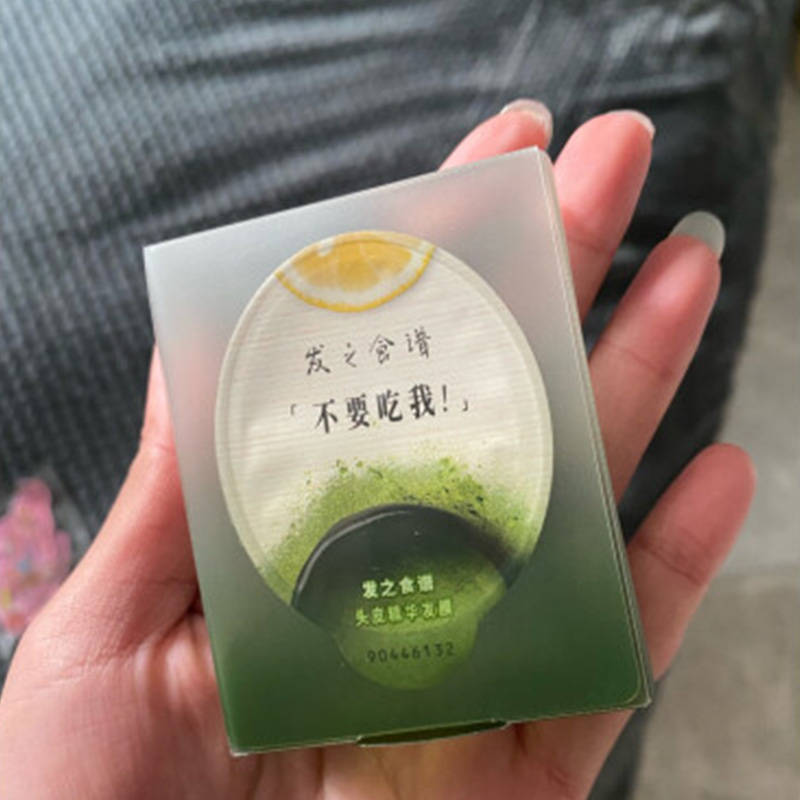 发之食谱
「不要吃我!」
发之食谱
头皮精华发膜
90446132